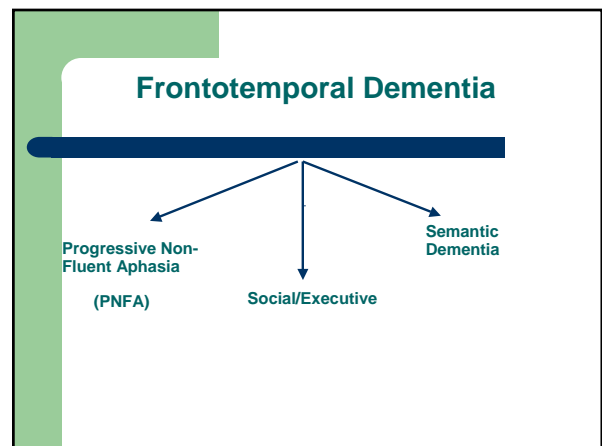 Frontotemporal Dementia
Progressive Non-
Fluent Aphasia
(PNFA)
Social/Executive
Semantic
Dementia